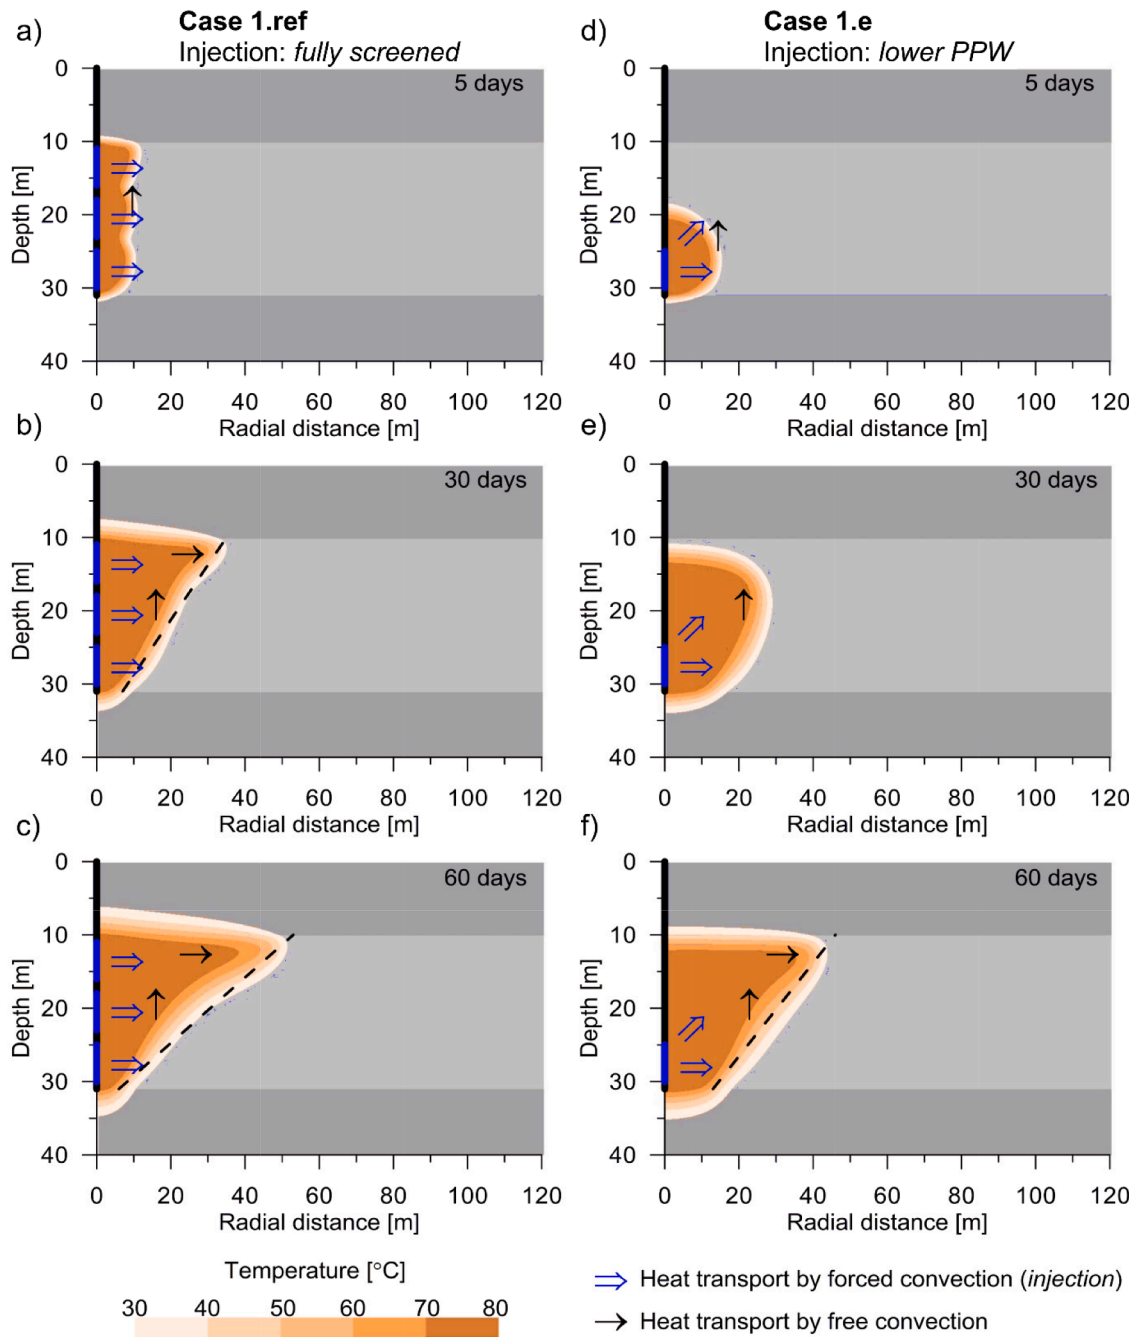 a)
Case 1.ref
Injection: fully screened
5 days
0
10
20
30
40
Depth [m]
0 20 40 60 80 100 120
Radial distance [m]
d)
Case 1.e
Injection: lower PPW
5 days
0
10
20
30
40
Depth [m]
0 20 40 60 80 100 120
Radial distance [m]
b)
30 days
0
10
20
30
40
Depth [m]
0 20 40 60 80 100 120
Radial distance [m]
e)
30 days
0
10
20
30
40
Depth [m]
0 20 40 60 80 100 120
Radial distance [m]
c)
60 days
0
10
20
30
40
Depth [m]
0 20 40 60 80 100 120
Radial distance [m]
f)
60 days
0
10
20
30
40
Depth [m]
0 20 40 60 80 100 120
Radial distance [m]
Temperature [°C]
30 40 50 60 70 80
Heat transport by forced convection (injection)
Heat transport by free convection